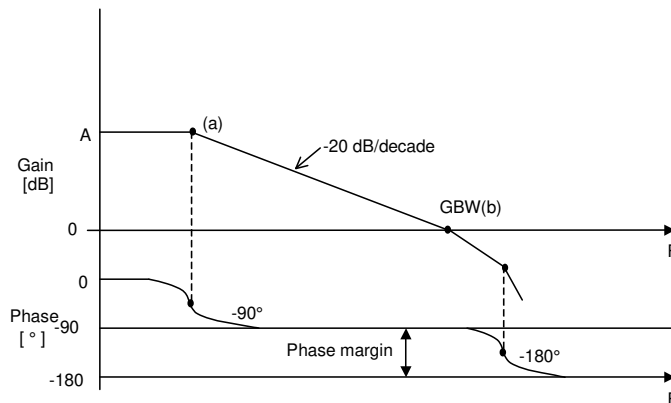 (a)
A
-20 dB/decade
Gain
[dB]
GBW(b)
0
F
0
Phase
[ ° ]
-90
-90°
Phase margin
-180°
-180
F